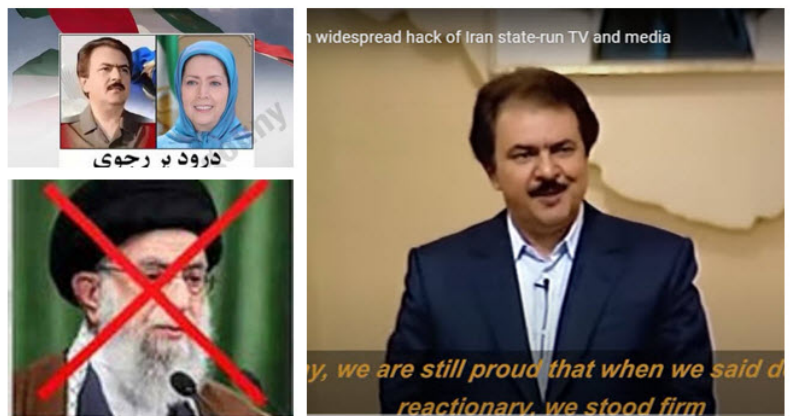 درود بر رجوی
widespread hack of Iran state-run TV and media
we are still proud that when we said
reactionary, we stood firm